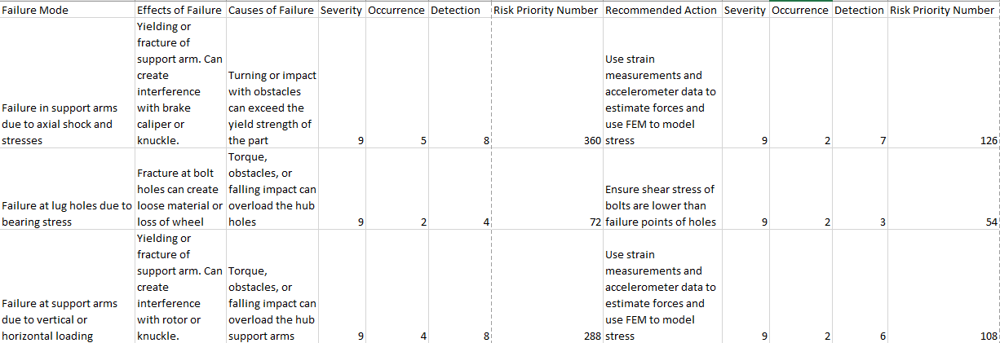 Failure Mode Effects of Failure Causes of Failure Severity Occurrence Detection Risk Priority Number Recommended Action Severity Occurrence Detection Risk Priority Number
Yielding or
fracture of
support arm. Can
create
interference
with brake
caliper or
knuckle.
Turning or impact
with obstacles
can exceed the
yield strength of
the part
Use strain
measurements and
accelerometer data to
estimate forces and
use FEM to model
stress
Failure in support arms
due to axial shock and
stresses
9 5 8 360 9 2 7 126
Failure at lug holes due to
bearing stress
Fracture at bolt
holes can create
loose material or
loss of wheel
Torque,
obstacles, or
falling impact can
overload the hub
holes
9 2 4 72
Ensure shear stress of
bolts are lower than
failure points of holes
9 2 3 54
Failure at support arms
due to vertical or
horizontal loading
Yielding or
fracture of
support arm. Can
create
interference
with rotor or
knuckle.
Torque,
obstacles, or
falling impact can
overload the hub
support arms
9 4 8 288
Use strain
measurements and
accelerometer data to
estimate forces and
use FEM to model
stress
9 2 6 108